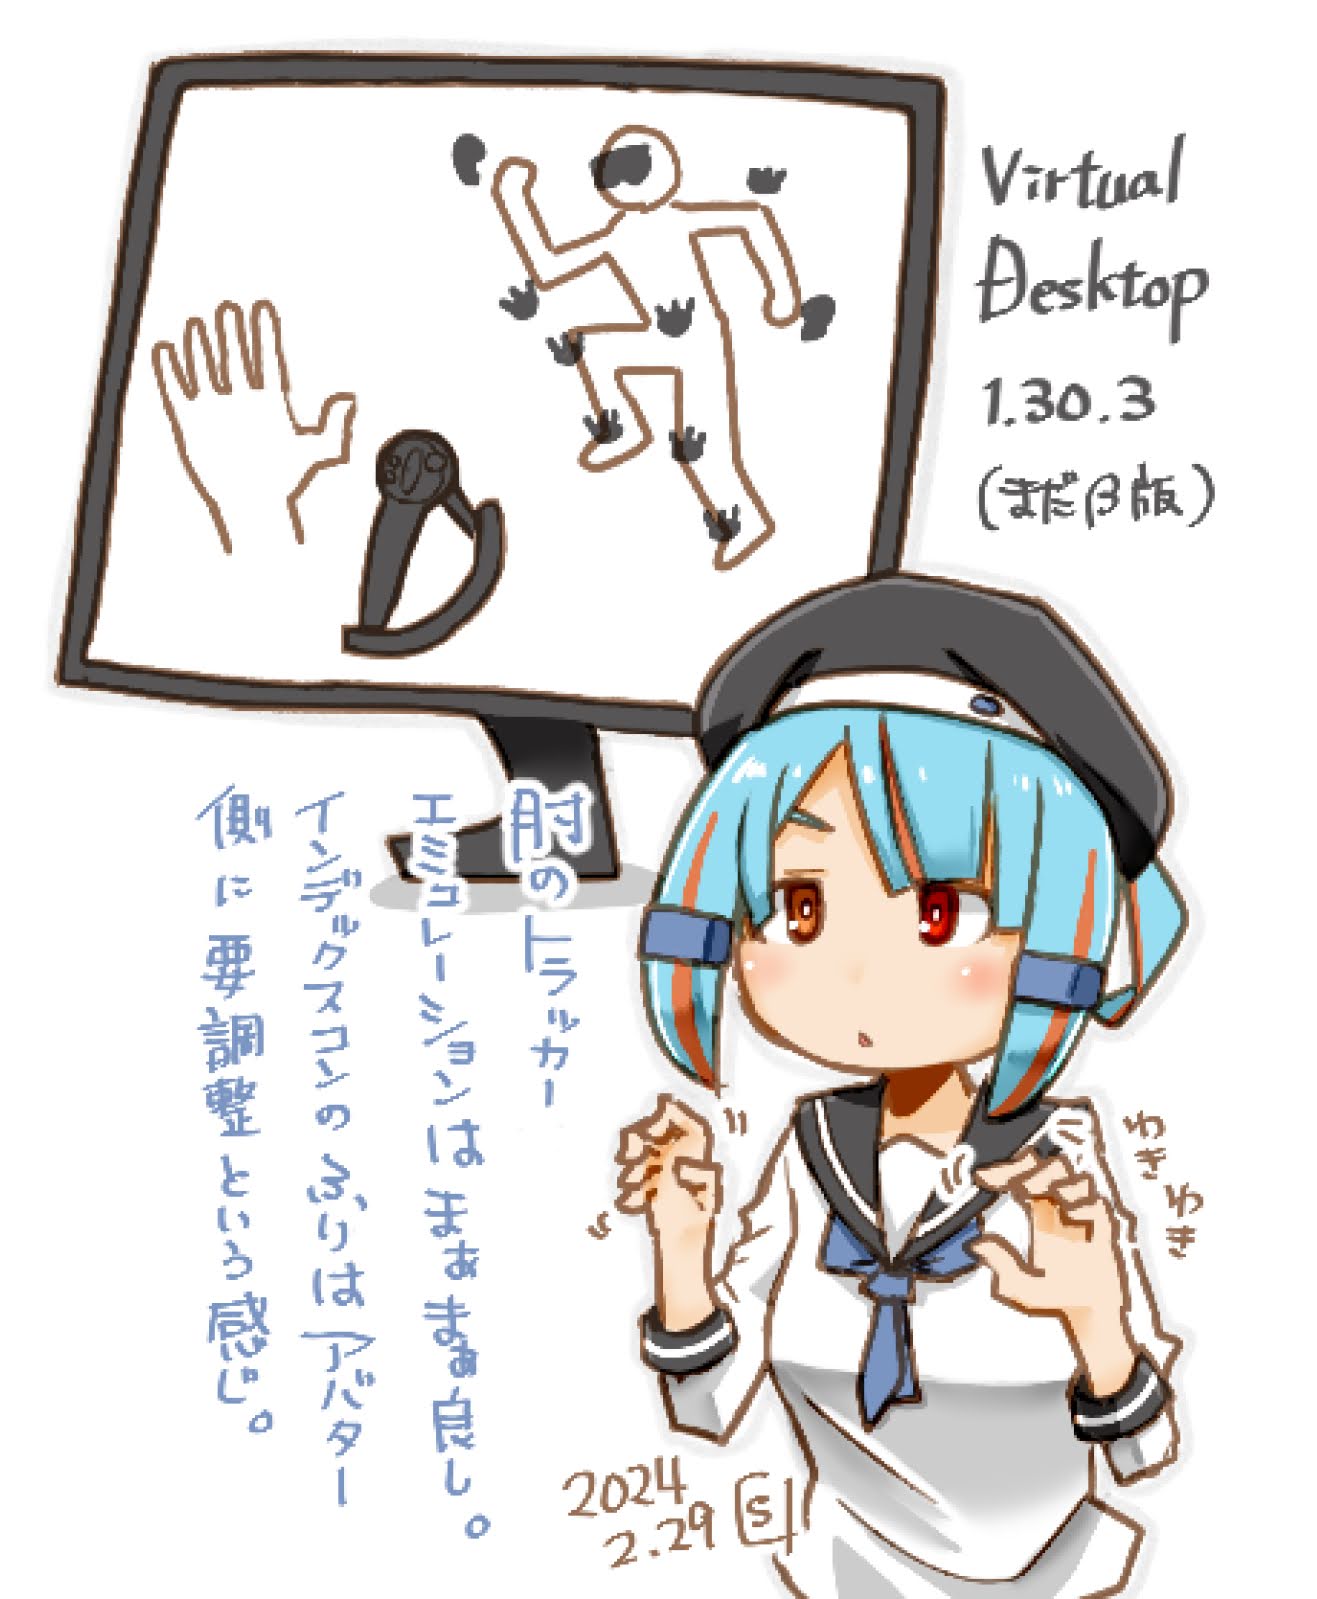 Virtual
Desktop
1.30.3
(まだβ版)
肘のトラッカー
エミュレーションはまぁまぁ良し。
インデックスコンのふりはアバター
側に要調整という感じ。
わきわき
2024
2.29
S